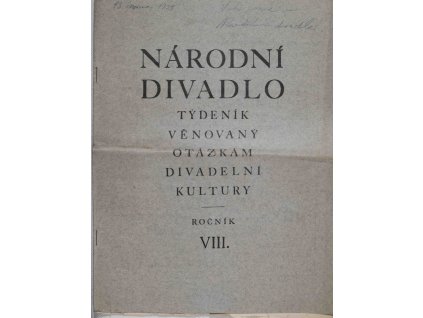 NÁRODNÍ
DIVADLO
TÝDENÍK
VĚNOVANÝ
OTÁZKÁM
DIVADELNÍ
KULTURY
ROČNÍK
VIII.